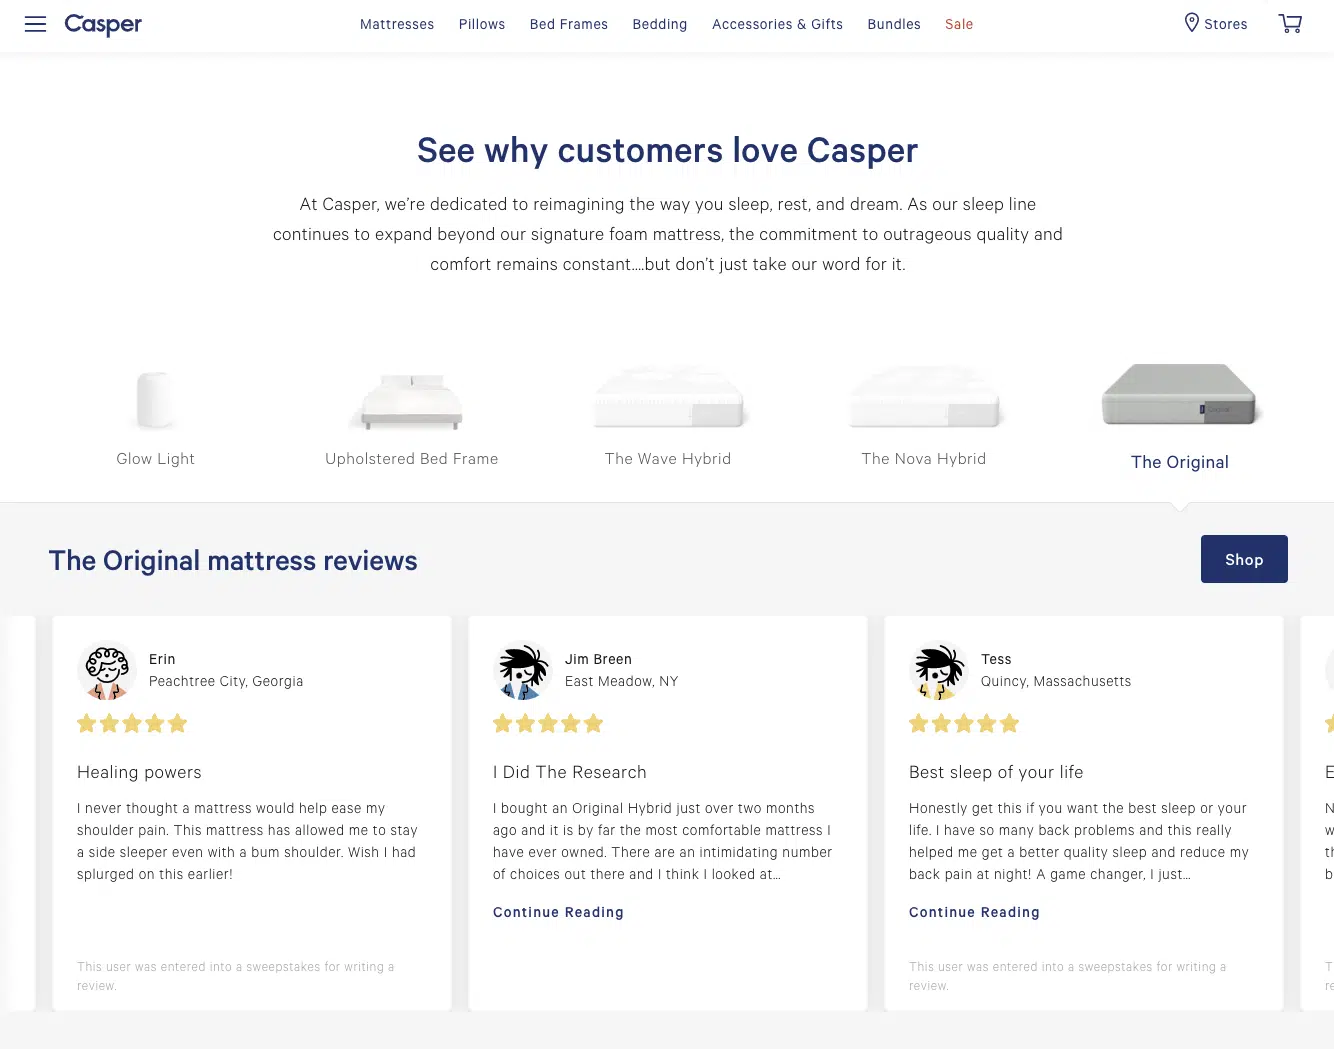 Casper
Mattresses Pillows Bed Frames Bedding Accessories & Gifts Bundles Sale
Stores
See why customers love Casper
At Casper, we’re dedicated to reimagining the way you sleep, rest, and dream. As our sleep line
continues to expand beyond our signature foam mattress, the commitment to outrageous quality and
comfort remains constant....but don’t just take our word for it.
Glow Light
Upholstered Bed Frame
The Wave Hybrid
The Nova Hybrid
The Original
The Original mattress reviews
Shop
Erin
Peachtree City, Georgia
Healing powers
I never thought a mattress would help ease my
shoulder pain. This mattress has allowed me to stay
a side sleeper even with a bum shoulder. Wish I had
splurged on this earlier!
This user was entered into a sweepstakes for writing a
review.
Jim Breen
East Meadow, NY
I Did The Research
I bought an Original Hybrid just over two months
ago and it is by far the most comfortable mattress I
have ever owned. There are an intimidating number
of choices out there and I think I looked at...
Continue Reading
Tess
Quincy, Massachusetts
Best sleep of your life
Honestly get this if you want the best sleep or your
life. I have so many back problems and this really
helped me get a better quality sleep and reduce my
back pain at night! A game changer, I just...
Continue Reading
This user was entered into a sweepstakes for writing a
review.